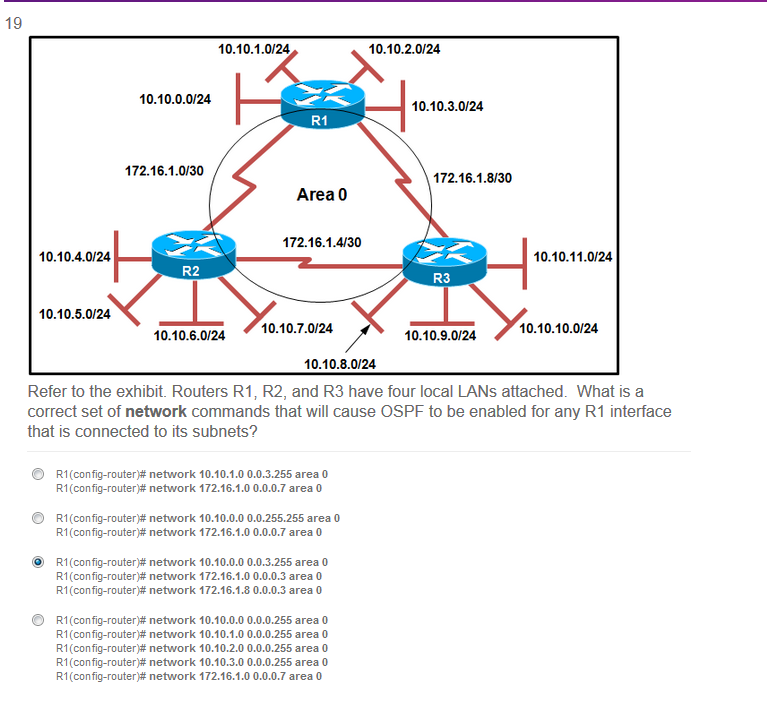 19
10.10.1.0/24
10.10.2.0/24
10.10.0.0/24
10.10.3.0/24
R1
172.16.1.0/30
172.16.1.8/30
Area 0
172.16.1.4/30
10.10.4.0/24
10.10.11.0/24
R2
R3
10.10.5.0/24
10.10.6.0/24
10.10.7.0/24
10.10.9.0/24
10.10.10.0/24
10.10.8.0/24
Refer to the exhibit. Routers R1, R2, and R3 have four local LANs attached. What is a
correct set of network commands that will cause OSPF to be enabled for any R1 interface
that is connected to its subnets?
R1(config-router)# network 10.10.1.0 0.0.3.255 area 0
R1(config-router)# network 172.16.1.0 0.0.0.7 area 0
R1(config-router)# network 10.10.0.0 0.0.255.255 area 0
R1(config-router)# network 172.16.1.0 0.0.0.7 area 0
R1(config-router)# network 10.10.0.0 0.0.3.255 area 0
R1(config-router)# network 172.16.1.0 0.0.0.3 area 0
R1(config-router)# network 172.16.1.8 0.0.0.3 area 0
R1(config-router)# network 10.10.0.0 0.0.0.255 area 0
R1(config-router)# network 10.10.1.0 0.0.0.255 area 0
R1(config-router)# network 10.10.2.0 0.0.0.255 area 0
R1(config-router)# network 10.10.3.0 0.0.0.255 area 0
R1(config-router)# network 172.16.1.0 0.0.0.7 area 0